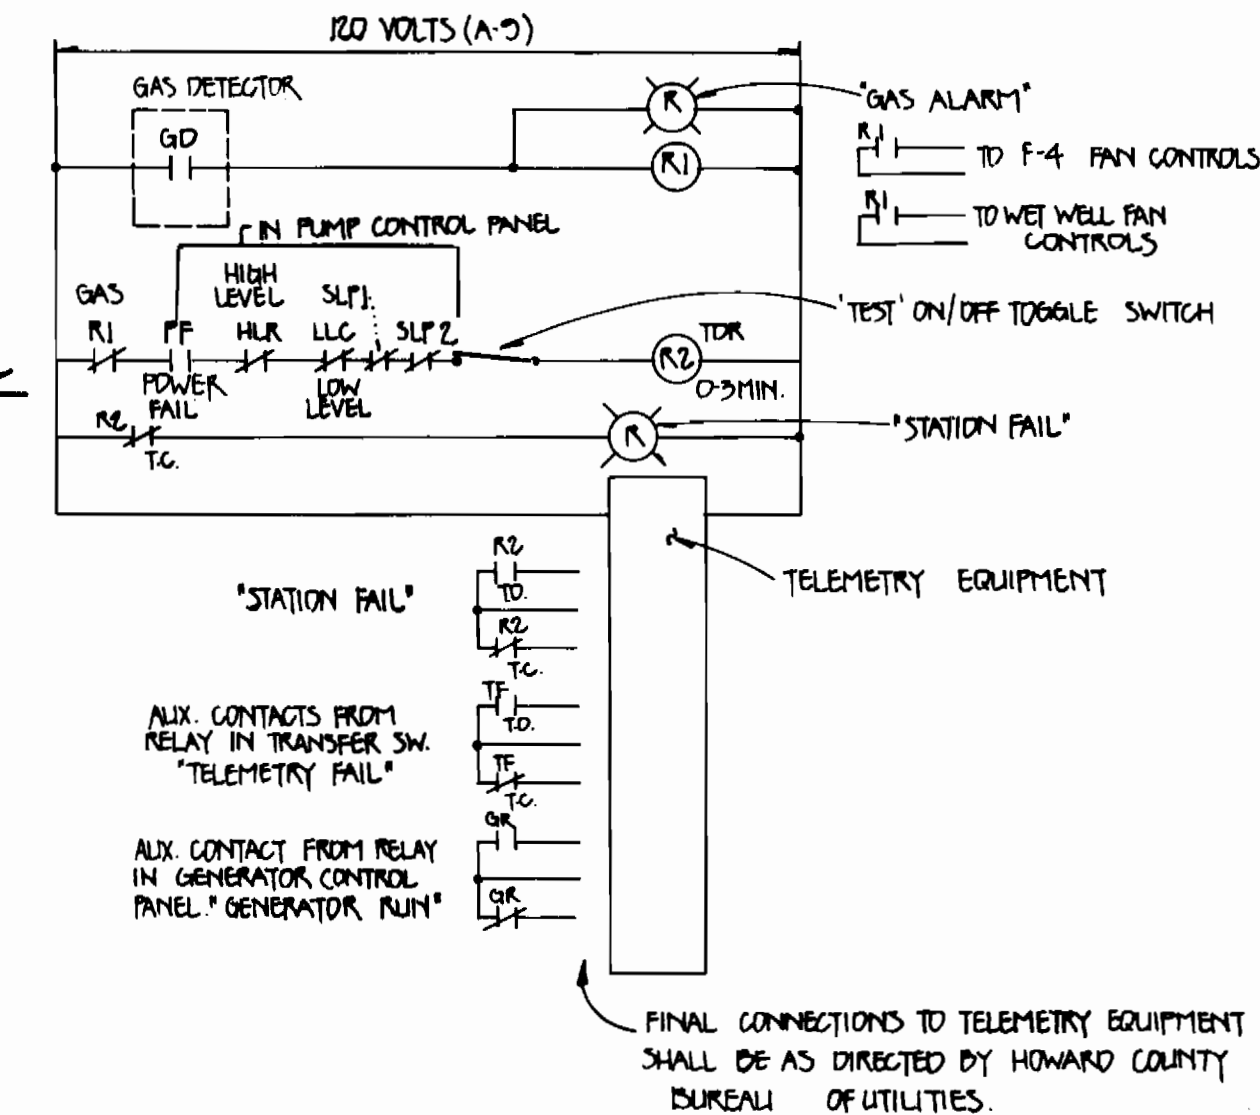 120 VOLTS (A-9)
GAS DETECTOR
GD
R
"GAS ALARM"
R1
R1
TO F-4 FAN CONTROLS
R1
TO WET WELL FAN
CONTROLS
IN PUMP CONTROL PANEL
GAS
R1
PF
POWER
FAIL
HIGH
LEVEL
HLR
LLC
LOW
LEVEL
SLP1
SLP2
'TEST' ON/OFF TOGGLE SWITCH
R2
TDR
0-3 MIN.
R2
T.C.
R
"STATION FAIL"
TELEMETRY EQUIPMENT
"STATION FAIL"
R2
T.O.
R2
T.C.
AUX. CONTACTS FROM
RELAY IN TRANSFER SW.
"TELEMETRY FAIL"
TF
T.O.
TF
T.C.
AUX. CONTACT FROM RELAY
IN GENERATOR CONTROL
PANEL. "GENERATOR RUN"
GR
GR
FINAL CONNECTIONS TO TELEMETRY EQUIPMENT
SHALL BE AS DIRECTED BY HOWARD COUNTY
BUREAU OF UTILITIES.